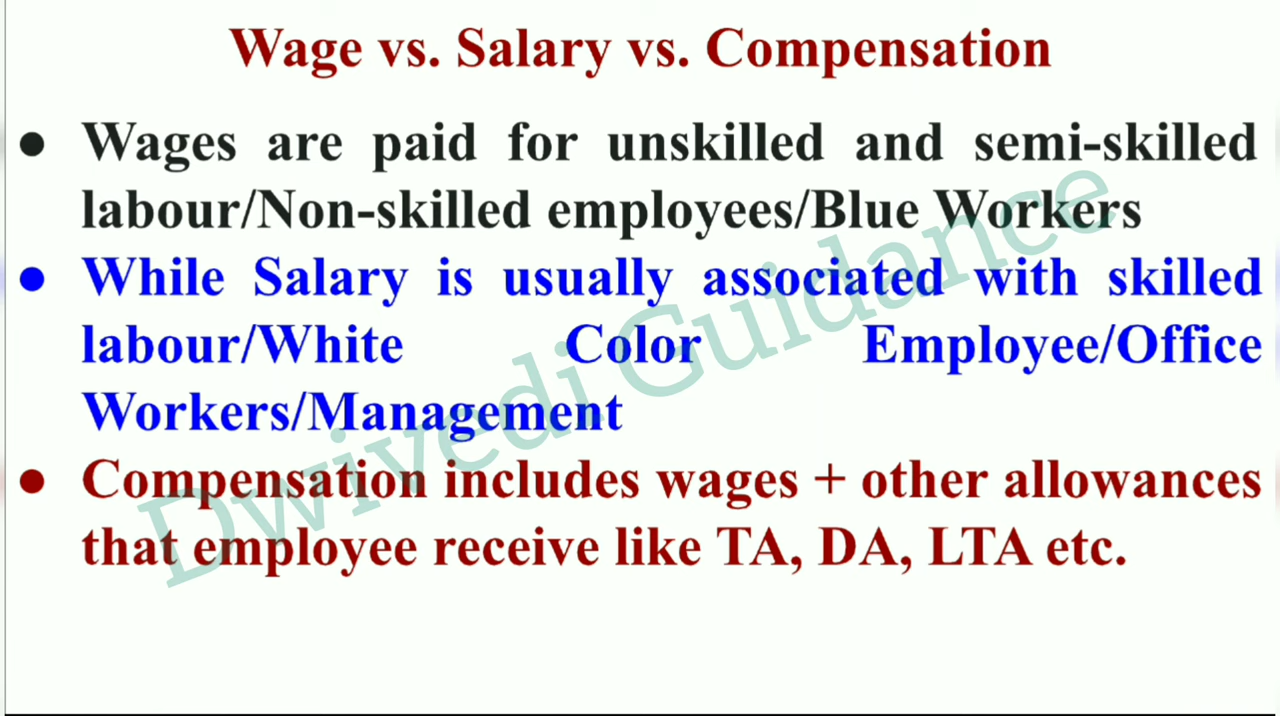 Wage vs. Salary vs. Compensation
● Wages are paid for unskilled and semi-skilled
labour/Non-skilled employees/Blue Workers
● While Salary is usually associated with skilled
labour/White Color Employee/Office
Workers/Management
● Compensation includes wages + other allowances
that employee receive like TA, DA, LTA etc.
Dwivedi Guidance